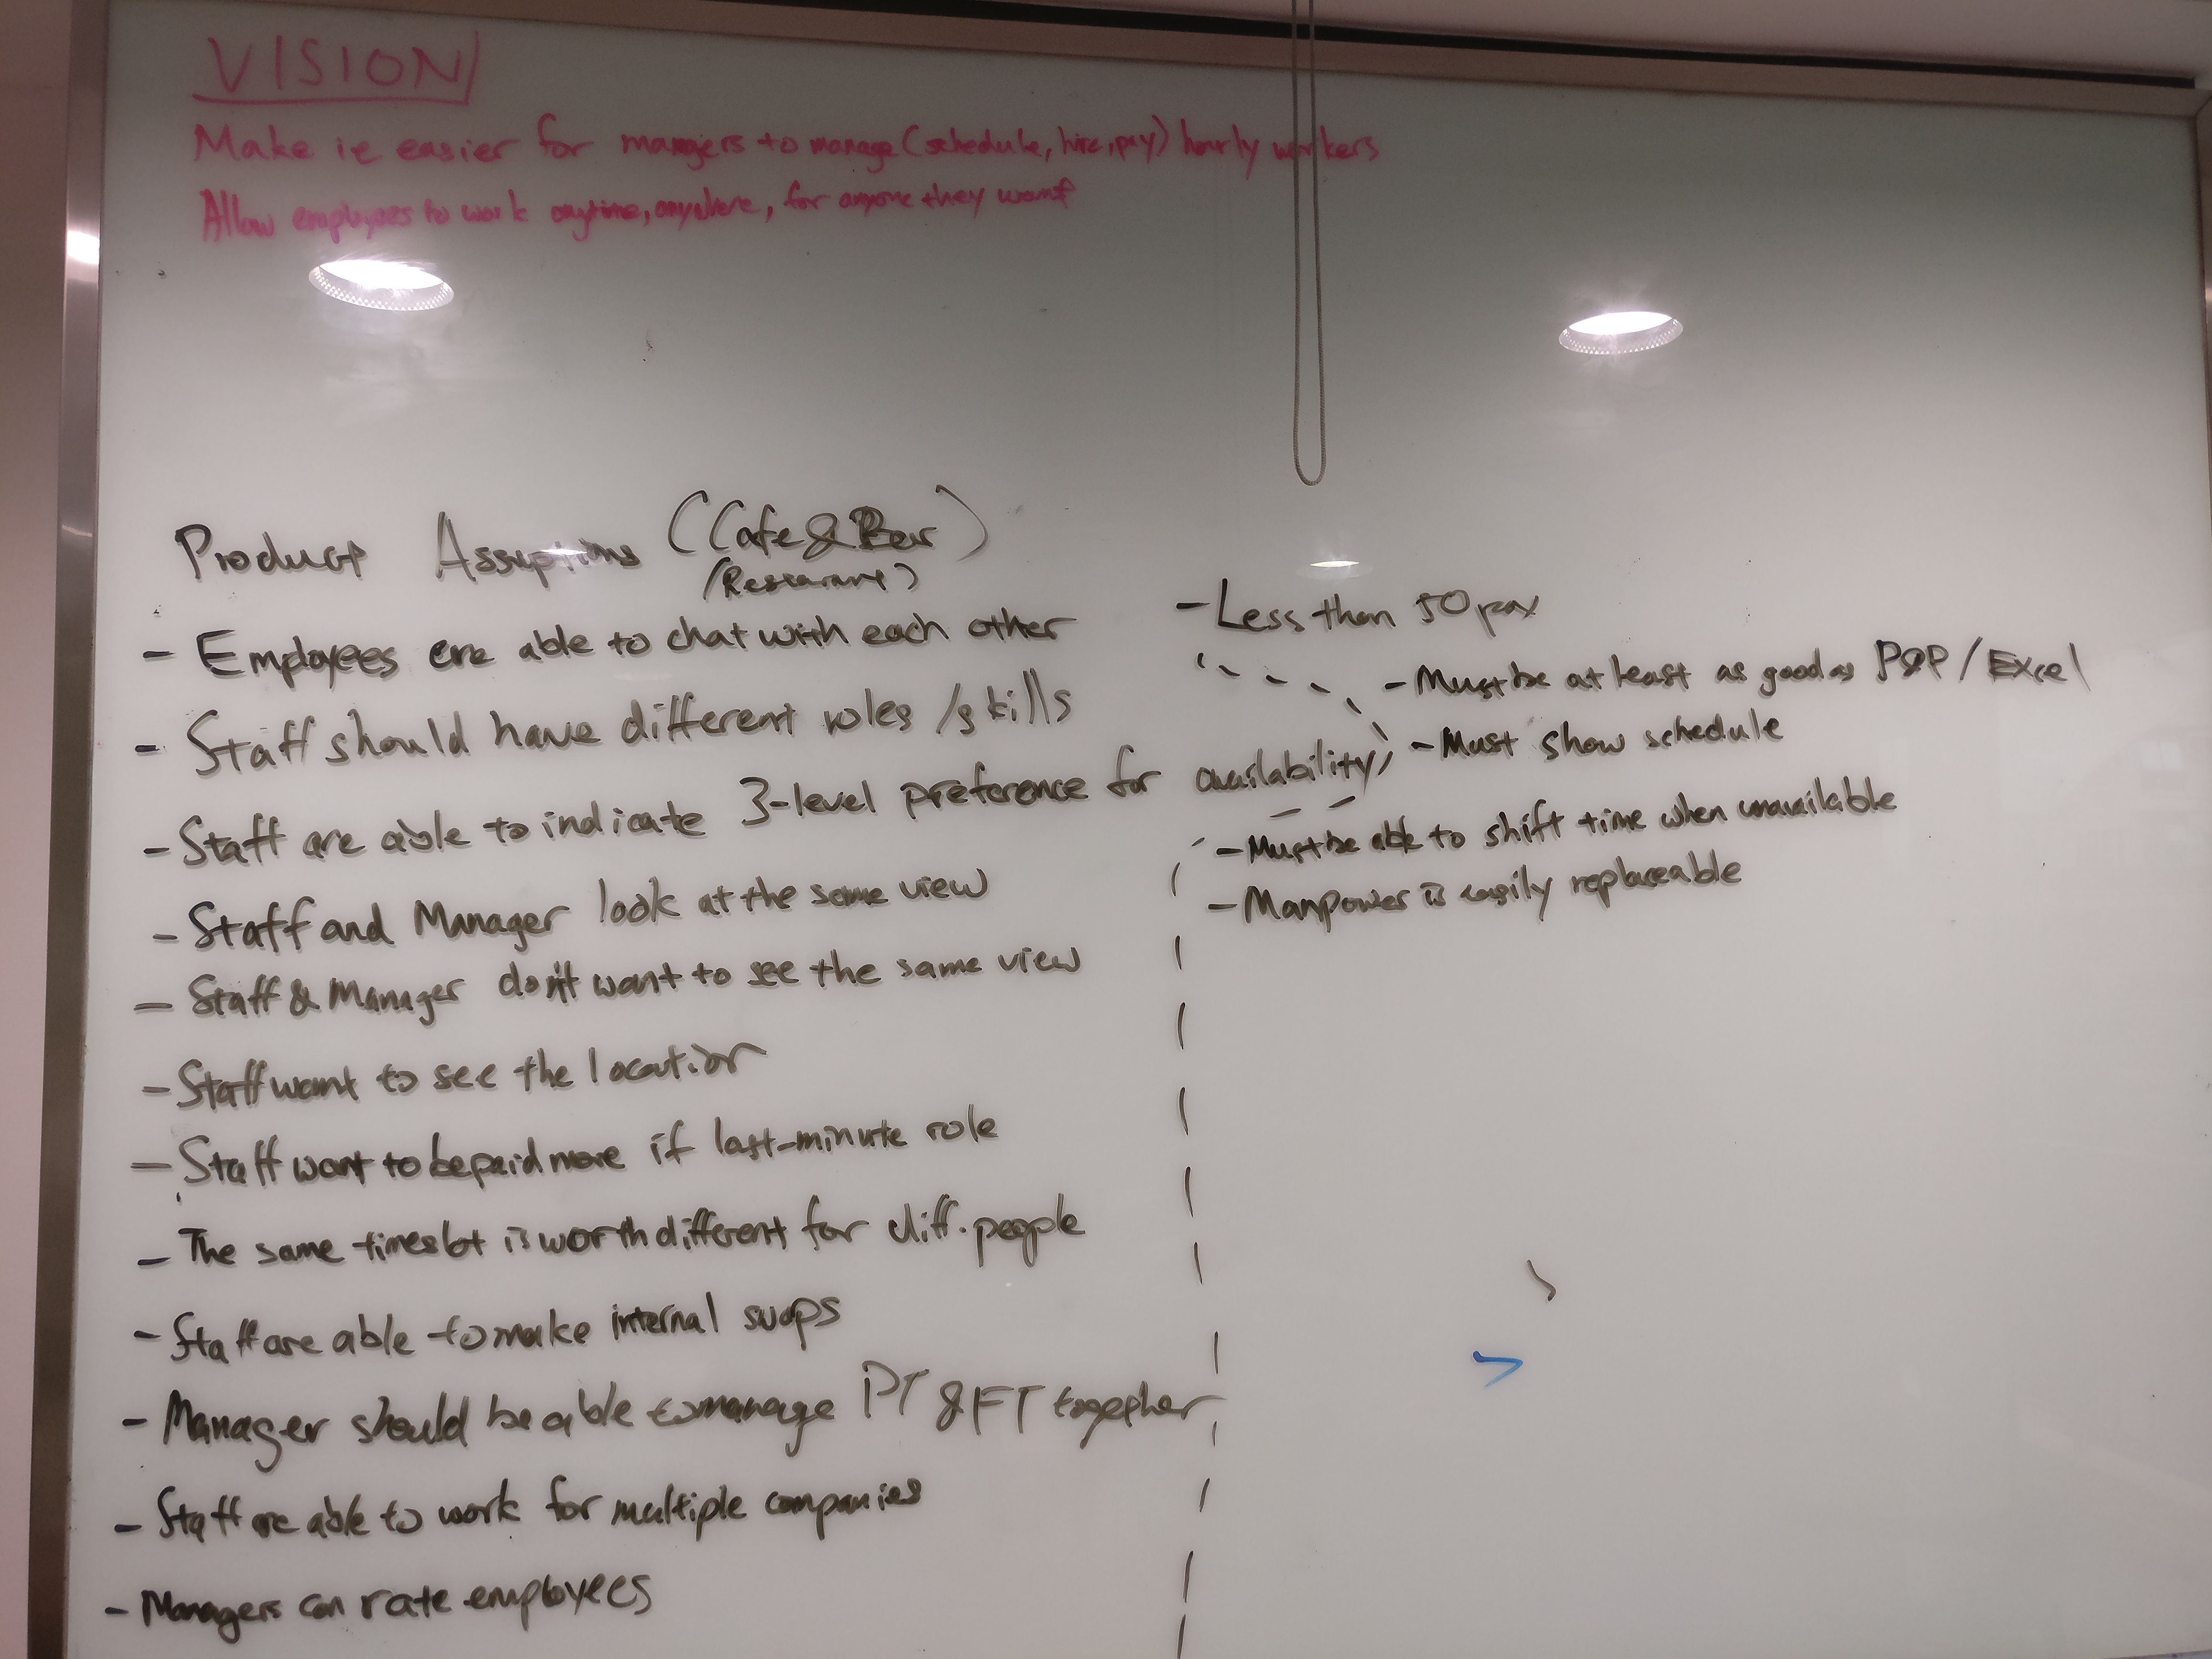 VISION
Make it easier for mangers to manage (schedule, hire, pay) hourly workers
Allow employees to work anytime, anywhere, for anyone they want
Product Assuptions (Cafe & Bar)
(Restaurant)
- Employees are able to chat with each other
- Staff should have different roles / skills
- Staff are able to indicate 3-level preference for availability
- Staff and Manager look at the same view
- Staff & Manager don't want to see the same view
- Staff want to see the location
- Staff want to be paid more if last-minute role
- The same timeslot is worth different for diff. people
- Staff are able to make internal swaps
- Manager should be able to manage PT & FT together
- Staff are able to work for multiple companies
- Managers can rate employees
- Less than 50 pax
- Must be at least as good as P&P / Excel
- Must show schedule
- Must be able to shift time when unavailable
- Manpower is easily replaceable